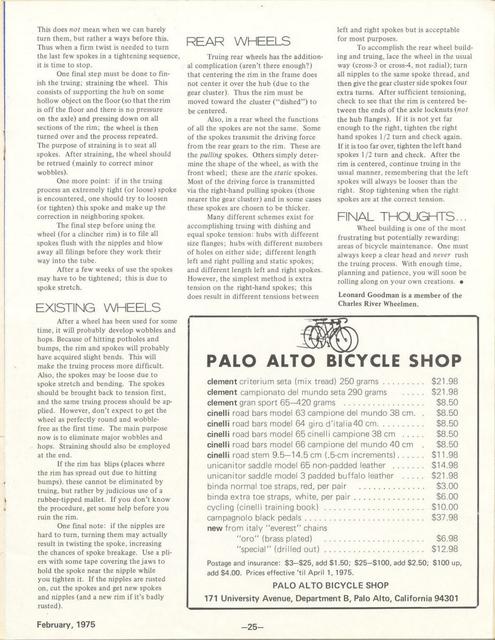 This does not mean when we can barely
turn them, but rather a ways before this.
Thus when a firm twist is needed to turn
the last few spokes in a tightening sequence,
it is time to stop.
One final step must be done to fin-
ish the truing; straining the wheel. This
consists of supporting the hub on some
hollow object on the floor (so that the rim
is off the floor and there is no pressure
on the axle) and pressing down on all
sections of the rim; the wheel is then
turned over and the process repeated.
The purpose of straining is to seat all
spokes. After straining, the wheel should
be retrued (mainly to correct minor
wobbles).
One more point: if in the truing
process an extremely tight (or loose) spoke
is encountered, one should try to loosen
(or tighten) this spoke and make up the
correction in neighboring spokes.
The final step before using the
wheel (for a clincher rim) is to file all
spokes flush with the nipples and blow
away all filings before they work their
way into the tube.
After a few weeks of use the spokes
may have to be tightened; this is due to
spoke stretch.
EXISTING WHEELS
After a wheel has been used for some
time, it will probably develop wobbles and
hops. Because of hitting potholes and
bumps, the rim and spokes will probably
have acquired slight bends. This will
make the truing process more difficult.
Also, the spokes may be loose due to
spoke stretch and bending. The spokes
should be brought back to tension first,
and the same truing process should be ap-
plied. However, don't expect to get the
wheel as perfectly round and wobble-
free as the first time. The main purpose
now is to eliminate major wobbles and
hops. Straining should also be employed
at the end.
If the rim has blips (places where
the rim has spread out due to hitting
bumps). these cannot be eliminated by
truing, but rather by judicious use of a
rubber-tipped mallet. If you don't know
the procedure, get some help before you
ruin the rim.
One final note: if the nipples are
hard to turn, turning them may actually
result in twisting the spoke, increasing
the chances of spoke breakage. Use a pli-
ers with some tape covering the jaws to
hold the spoke near the nipple while
you tighten it. If the nipples are rusted
on, cut the spokes and get new spokes
and nipples (and a new rim if it's badly
rusted).
REAR WHEELS
Truing rear wheels has the addition-
al complication (aren't there enough?)
that centering the rim in the frame does
not center it over the hub (due to the
gear cluster). Thus the rim must be
moved toward the cluster ("dished") to
be centered.
Also, in a rear wheel the functions
of all the spokes are not the same. Some
of the spokes transmit the driving force
from the rear gears to the rim. These are
the pulling spokes. Others simply deter-
mine the shape of the wheel, as with the
front wheel; these are the static spokes.
Most of the driving force is transmitted
via the right-hand pulling spokes (those
nearer the gear cluster) and in some cases
these spokes are chosen to be thicker.
Many different schemes exist for
accomplishing truing with dishing and
equal spoke tension: hubs with different
size flanges; hubs with different numbers
of holes on either side; different length
left and right pulling and static spokes;
and different length left and right spokes.
However, the simplest method is extra
tension on the right-hand spokes; this
does result in different tensions between
left and right spokes but is acceptable
for most purposes.
To accomplish the rear wheel build-
ing and truing, lace the wheel in the usual
way (cross-3 or cross-4, not radial); turn
all nipples to the same spoke thread, and
then give the gear cluster side spokes four
extra turns. After sufficient tensioning,
check to see that the rim is centered be-
tween the ends of the axle locknuts (not
the hub flanges). If it is not yet far
enough to the right, tighten the right
hand spokes 1/2 turn and check again.
If it is too far over, tighten the left hand
spokes 1/2 turn and check. After the
rim is centered, continue truing in the
usual manner, remembering that the left
spokes will always be looser than the
right. Stop tightening when the right
spokes are at the correct tension.
FINAL THOUGHTS...
Wheel building is one of the most
frustrating but potentially rewarding;
areas of bicycle maintenance. One must
always keep a clear head and never rush
the truing process. With enough time,
planning and patience, you will soon be
rolling along on your own creations. •
Leonard Goodman is a member of the
Charles River Wheelmen.
PALO ALTO BICYCLE SHOP
clement criterium seta (mix tread) 250 grams ......... $21.98
clement campionato del mundo seta 290 grams ..... $21.98
clement gran sport 65–420 grams ................ $8.50
cinelli road bars model 63 campione del mundo 38 cm. . $8.50
cinelli road bars model 64 giro d'italia 40 cm. ........ $8.50
cinelli road bars model 65 cinelli campione 38 cm ..... $8.50
cinelli road bars model 66 campione del mundo 40 cm . $8.50
cinelli road stem 9.5–14.5 cm (.5-cm increments) ...... $11.98
unicanitor saddle model 65 non-padded leather ....... $14.98
unicanitor saddle model 3 padded buffalo leather ..... $21.98
binda normal toe straps, red, per pair .............. $3.00
binda extra toe straps, white, per pair .............. $6.00
cycling (cinelli training book) .................... $10.00
campagnolo black pedals ....................... $37.98
new from italy "everest" chains
"oro" (brass plated) ...................... $6.98
"special" (drilled out) .................... $12.98
Postage and insurance: $3–$25, add $1.50; $25–$100, add $2.50; $100 up,
add $4.00. Prices effective 'til April 1, 1975.
PALO ALTO BICYCLE SHOP
171 University Avenue, Department B, Palo Alto, California 94301
February, 1975
—25—